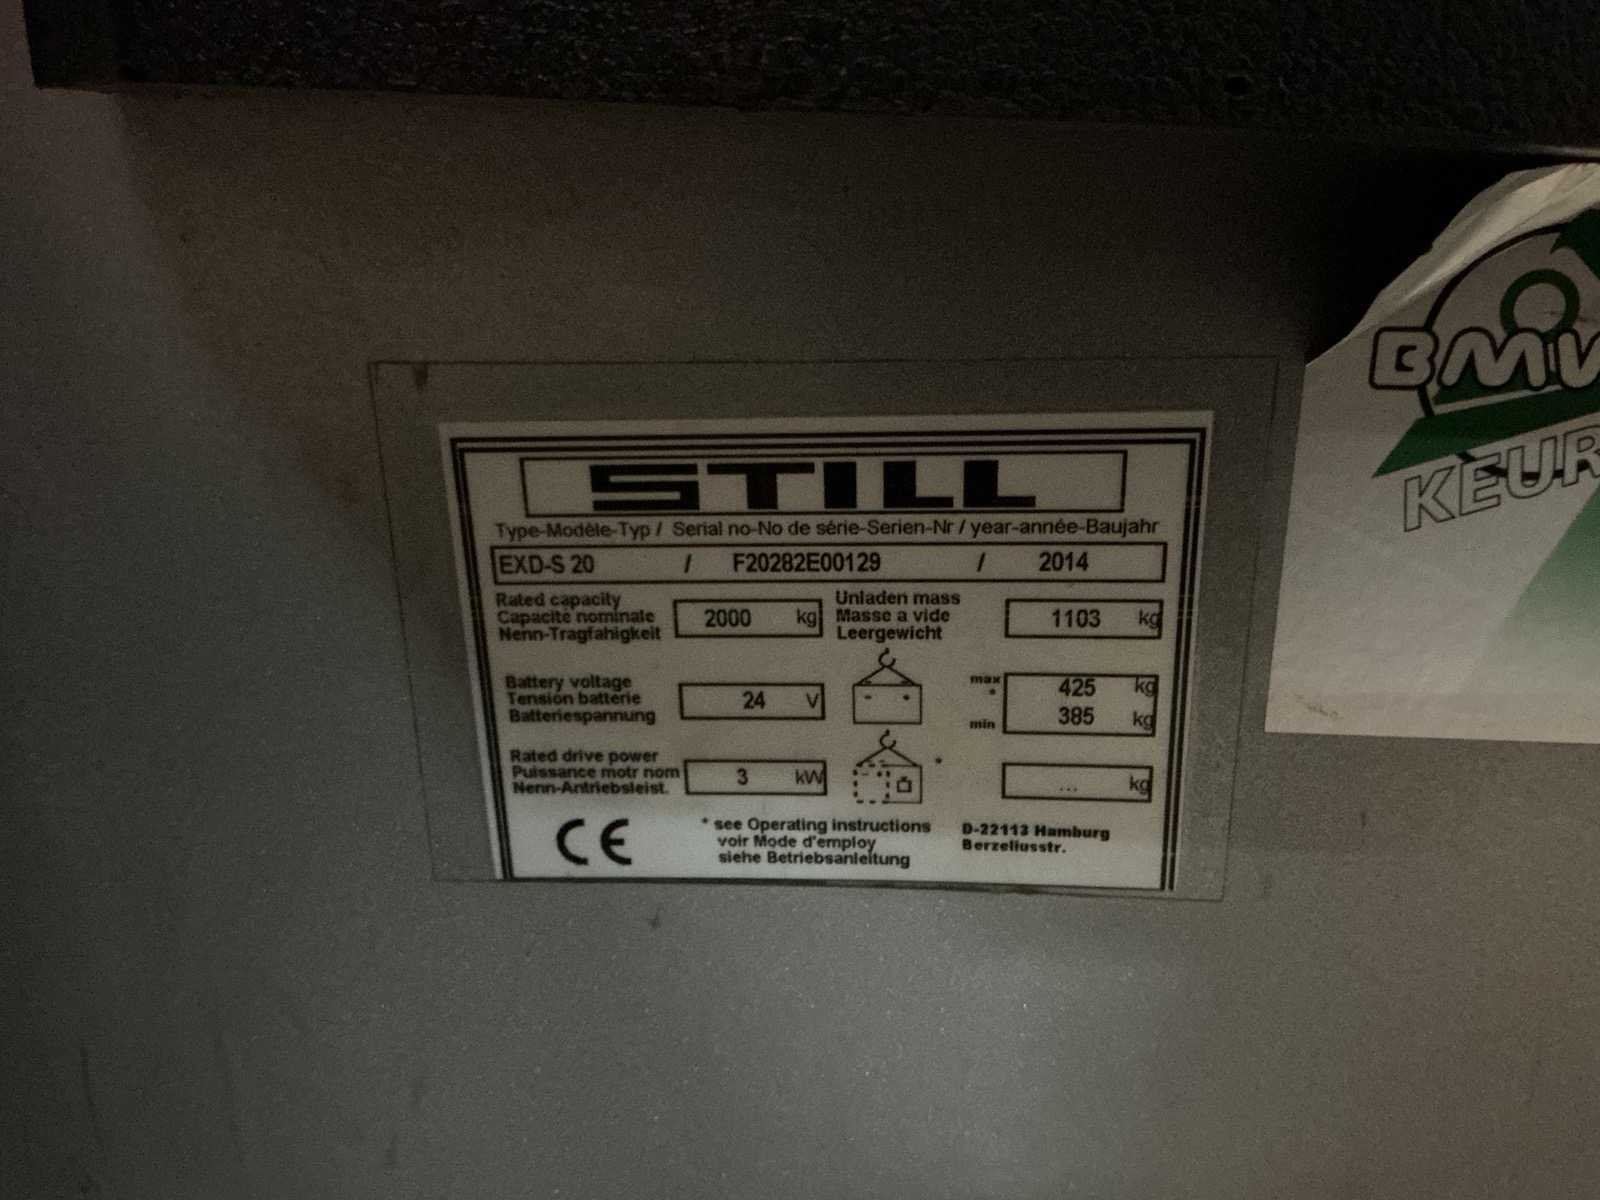 STILL
Type-Modèle-Typ / Serial no-No de série-Serien-Nr / year-année-Baujahr
EXD-S 20 / F20282E00129 / 2014
Rated capacity
Capacité nominale
Nenn-Tragfahigkeit
2000 kg
Unladen mass
Masse a vide
Leergewicht
1103 kg
Battery voltage
Tension batterie
Batteriespannung
24 V
max 425 kg
*
min 385 kg
Rated drive power
Puissance motr nom
Nenn-Antriebsleist.
3 kW
*
... kg
CE
* see Operating instructions
voir Mode d'employ
siehe Betriebsanleitung
D-22113 Hamburg
Berzeliusstr.
BMW
KEUR